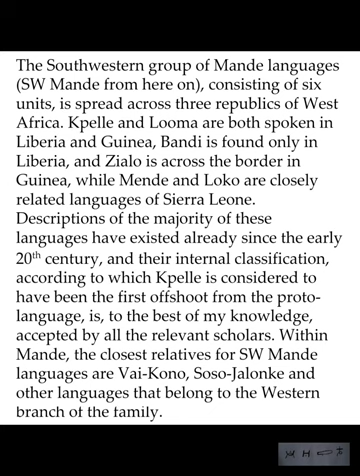 The Southwestern group of Mande languages
(SW Mande from here on), consisting of six
units, is spread across three republics of West
Africa. Kpelle and Looma are both spoken in
Liberia and Guinea, Bandi is found only in
Liberia, and Zialo is across the border in
Guinea, while Mende and Loko are closely
related languages of Sierra Leone.
Descriptions of the majority of these
languages have existed already since the early
20th century, and their internal classification,
according to which Kpelle is considered to
have been the first offshoot from the proto-
language, is, to the best of my knowledge,
accepted by all the relevant scholars. Within
Mande, the closest relatives for SW Mande
languages are Vai-Kono, Soso-Jalonke and
other languages that belong to the Western
branch of the family.